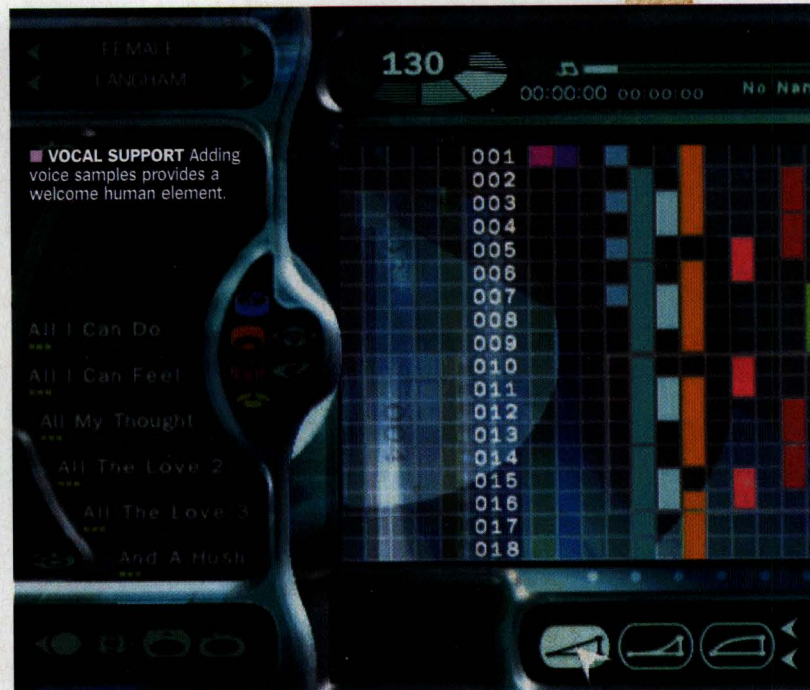 FEMALE
LANGHAM
130
00:00:00 00:00:00 No Nam
VOCAL SUPPORT Adding
voice samples provides a
welcome human element.
001
002
003
004
005
006
007
008
009
010
011
012
013
014
015
016
017
018
All I Can Do
All I Can Feel
All My Thought
All The Love 2
All The Love 3
And A Hush